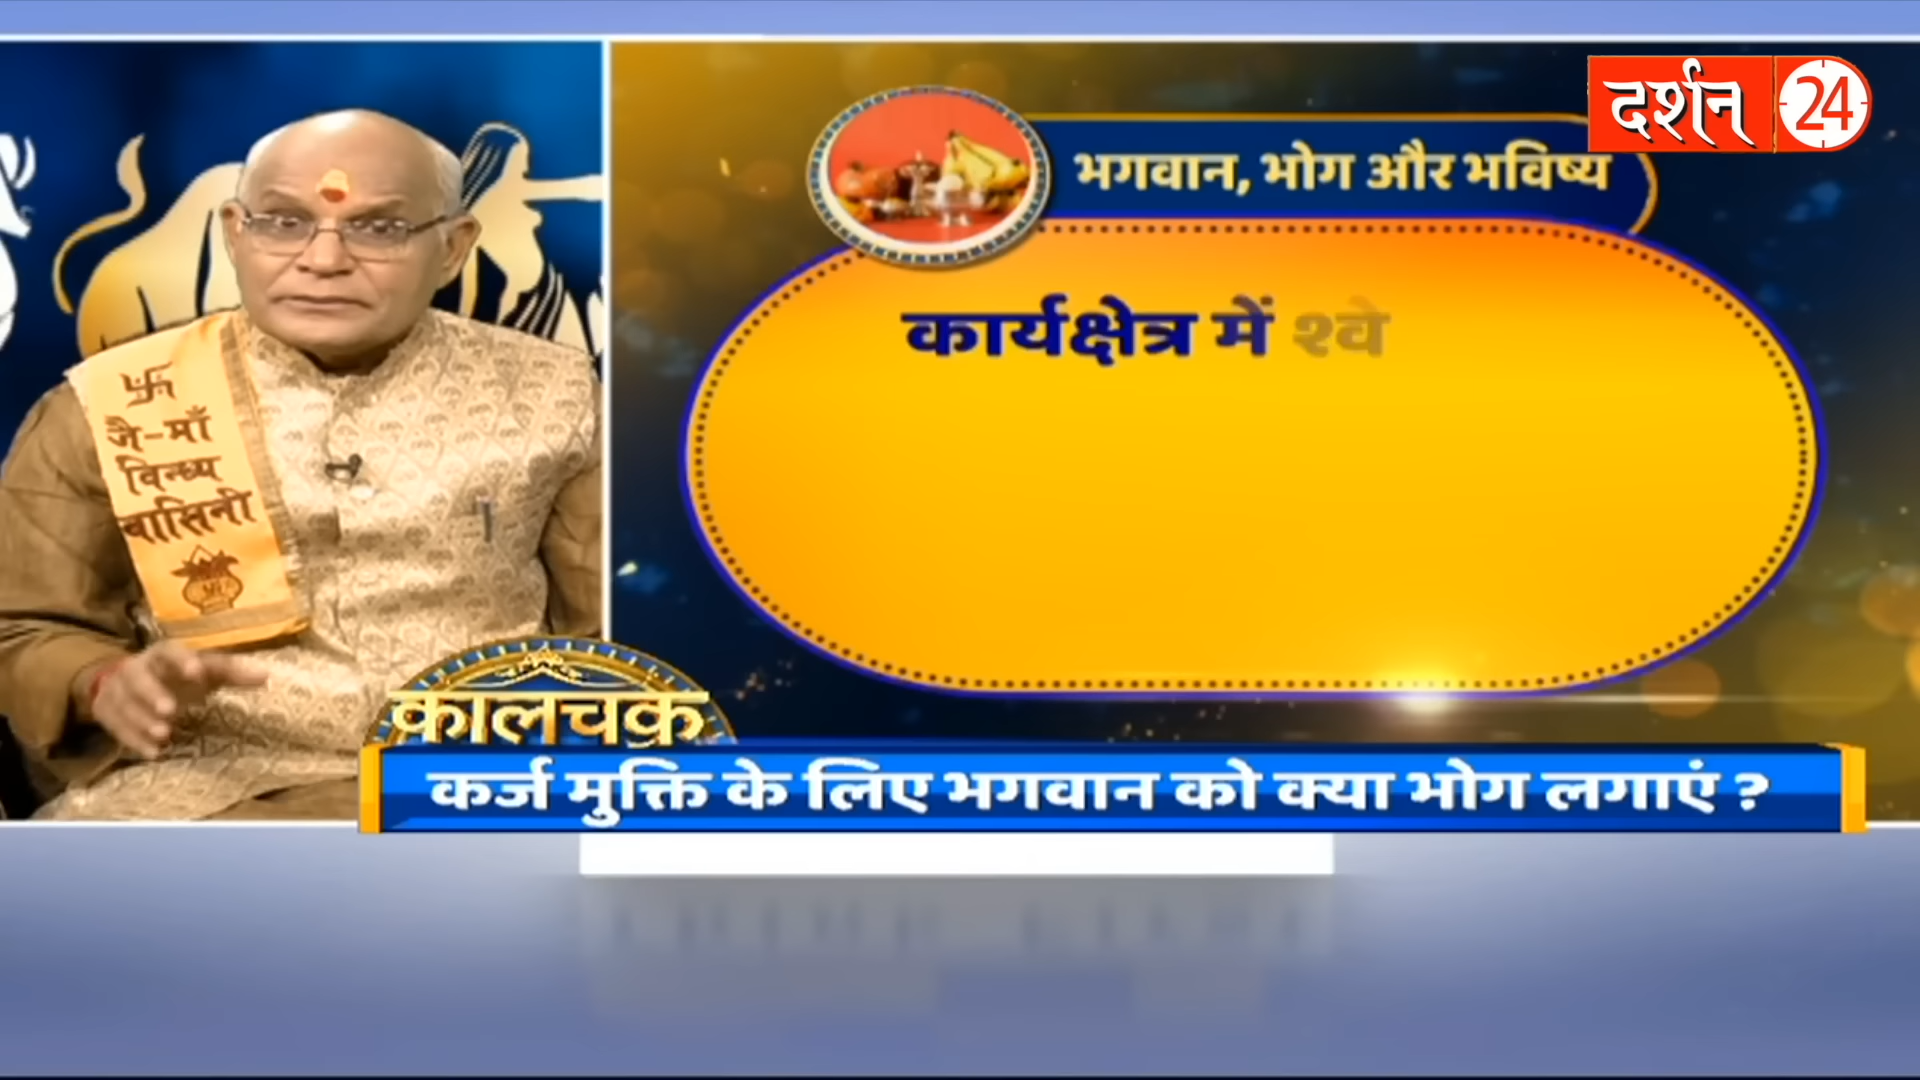 दर्शन 24
भगवान, भोग और भविष्य
कार्यक्षेत्र में श्वे
जै-माँ
विन्ध्य
वासिनी
कालचक्र
कर्ज मुक्ति के लिए भगवान को क्या भोग लगाएं ?